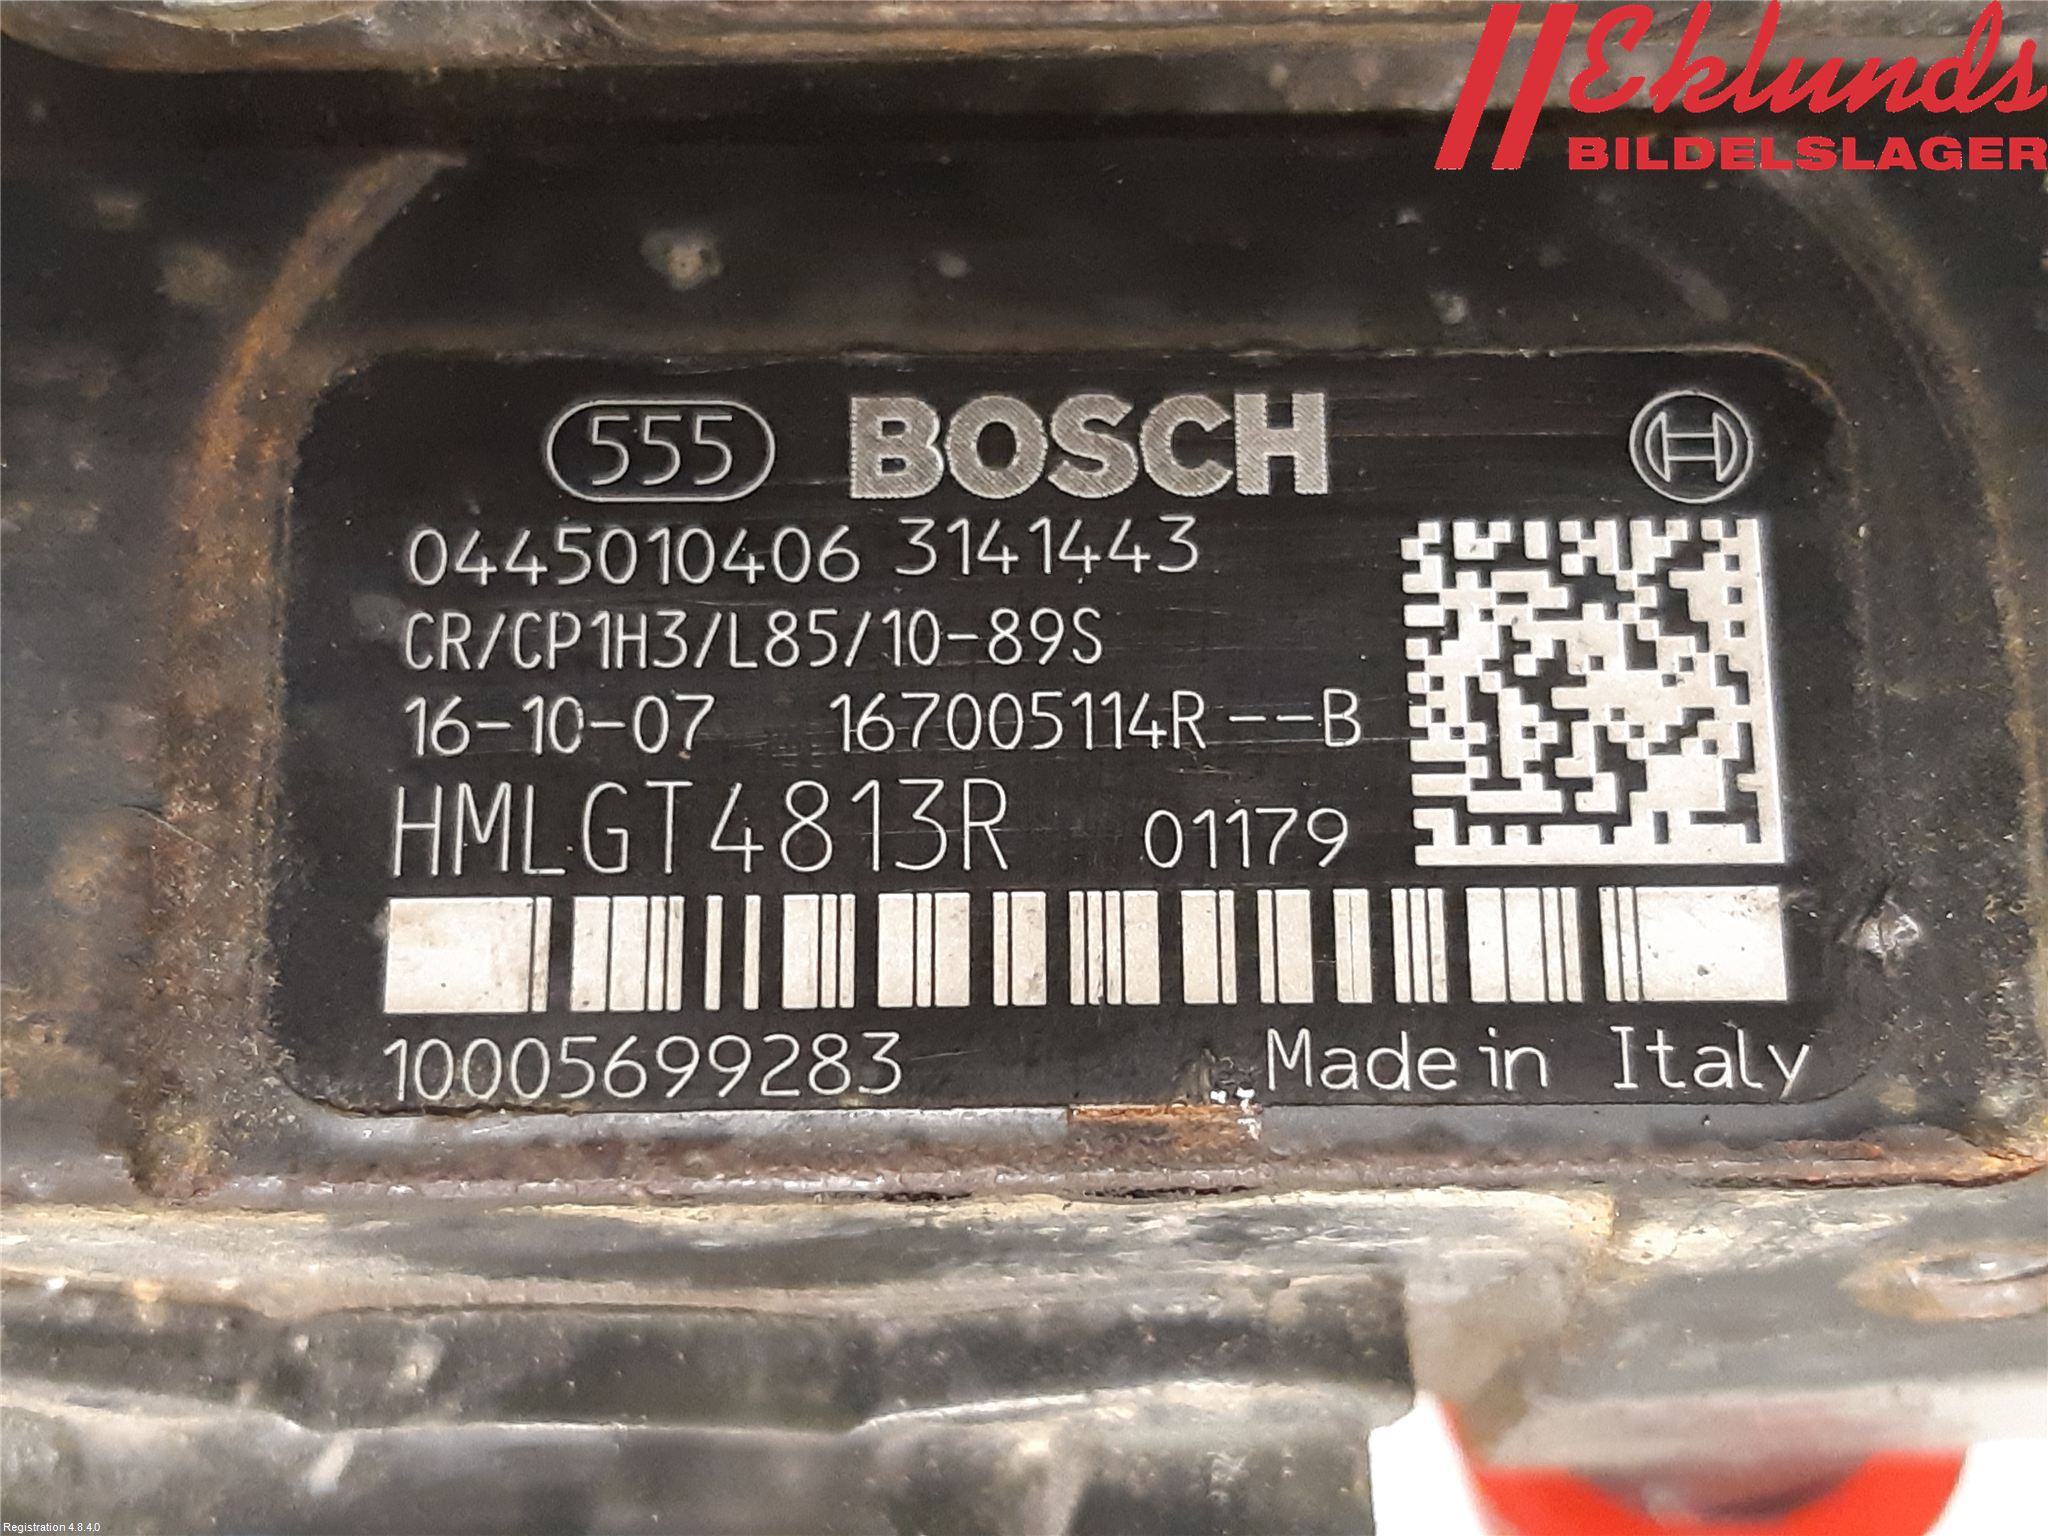 Eklunds
BILDELSLAGER
555 BOSCH
0445010406 3141443
CR/CP1H3/L85/10-89S
16-10-07 167005114R--B
HMLGT4813R 01179
10005699283 Made in Italy
Registration 4.8.4.0